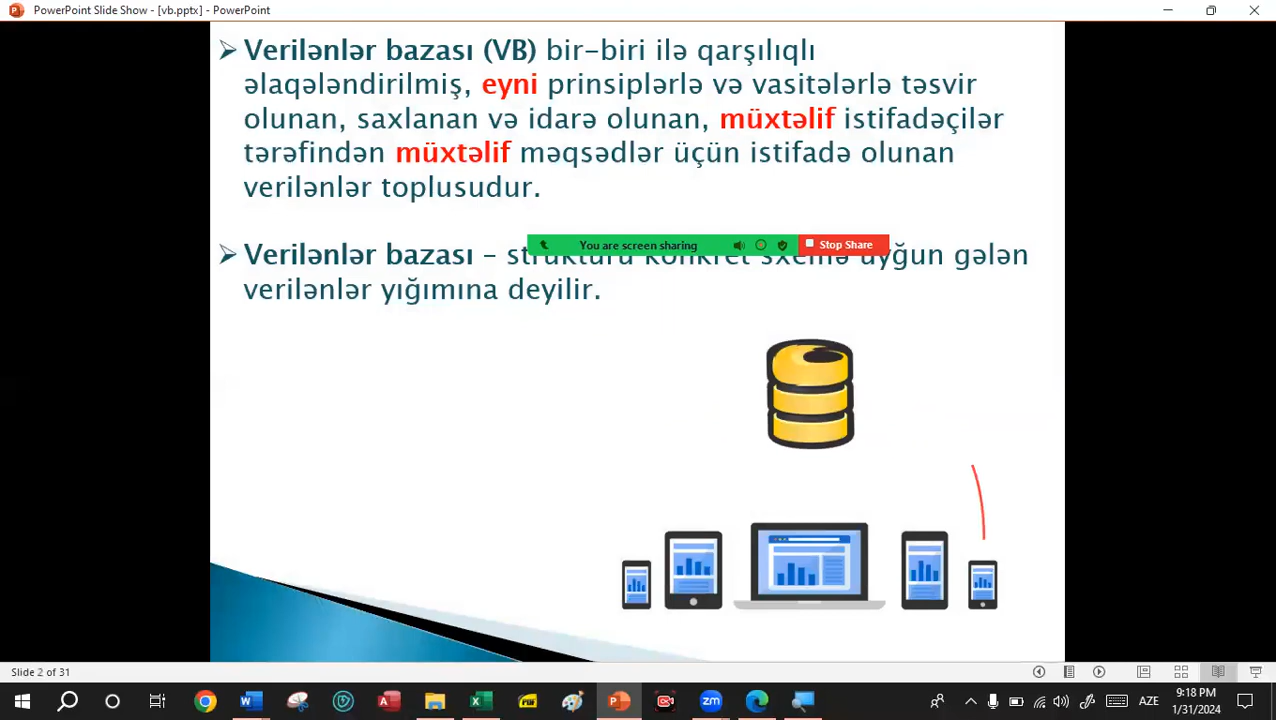 PowerPoint Slide Show - [vb.pptx] - PowerPoint
Verilənlər bazası (VB) bir-biri ilə qarşılıqlı
əlaqələndirilmiş, eyni prinsiplərlə və vasitələrlə təsvir
olunan, saxlanan və idarə olunan, müxtəlif istifadəçilər
tərəfindən müxtəlif məqsədlər üçün istifadə olunan
verilənlər toplusudur.
You are screen sharing Stop Share
Verilənlər bazası - strukturu konkret sxemə uyğun gələn
verilənlər yığımına deyilir.
Slide 2 of 31
AZE
9:18 PM
1/31/2024